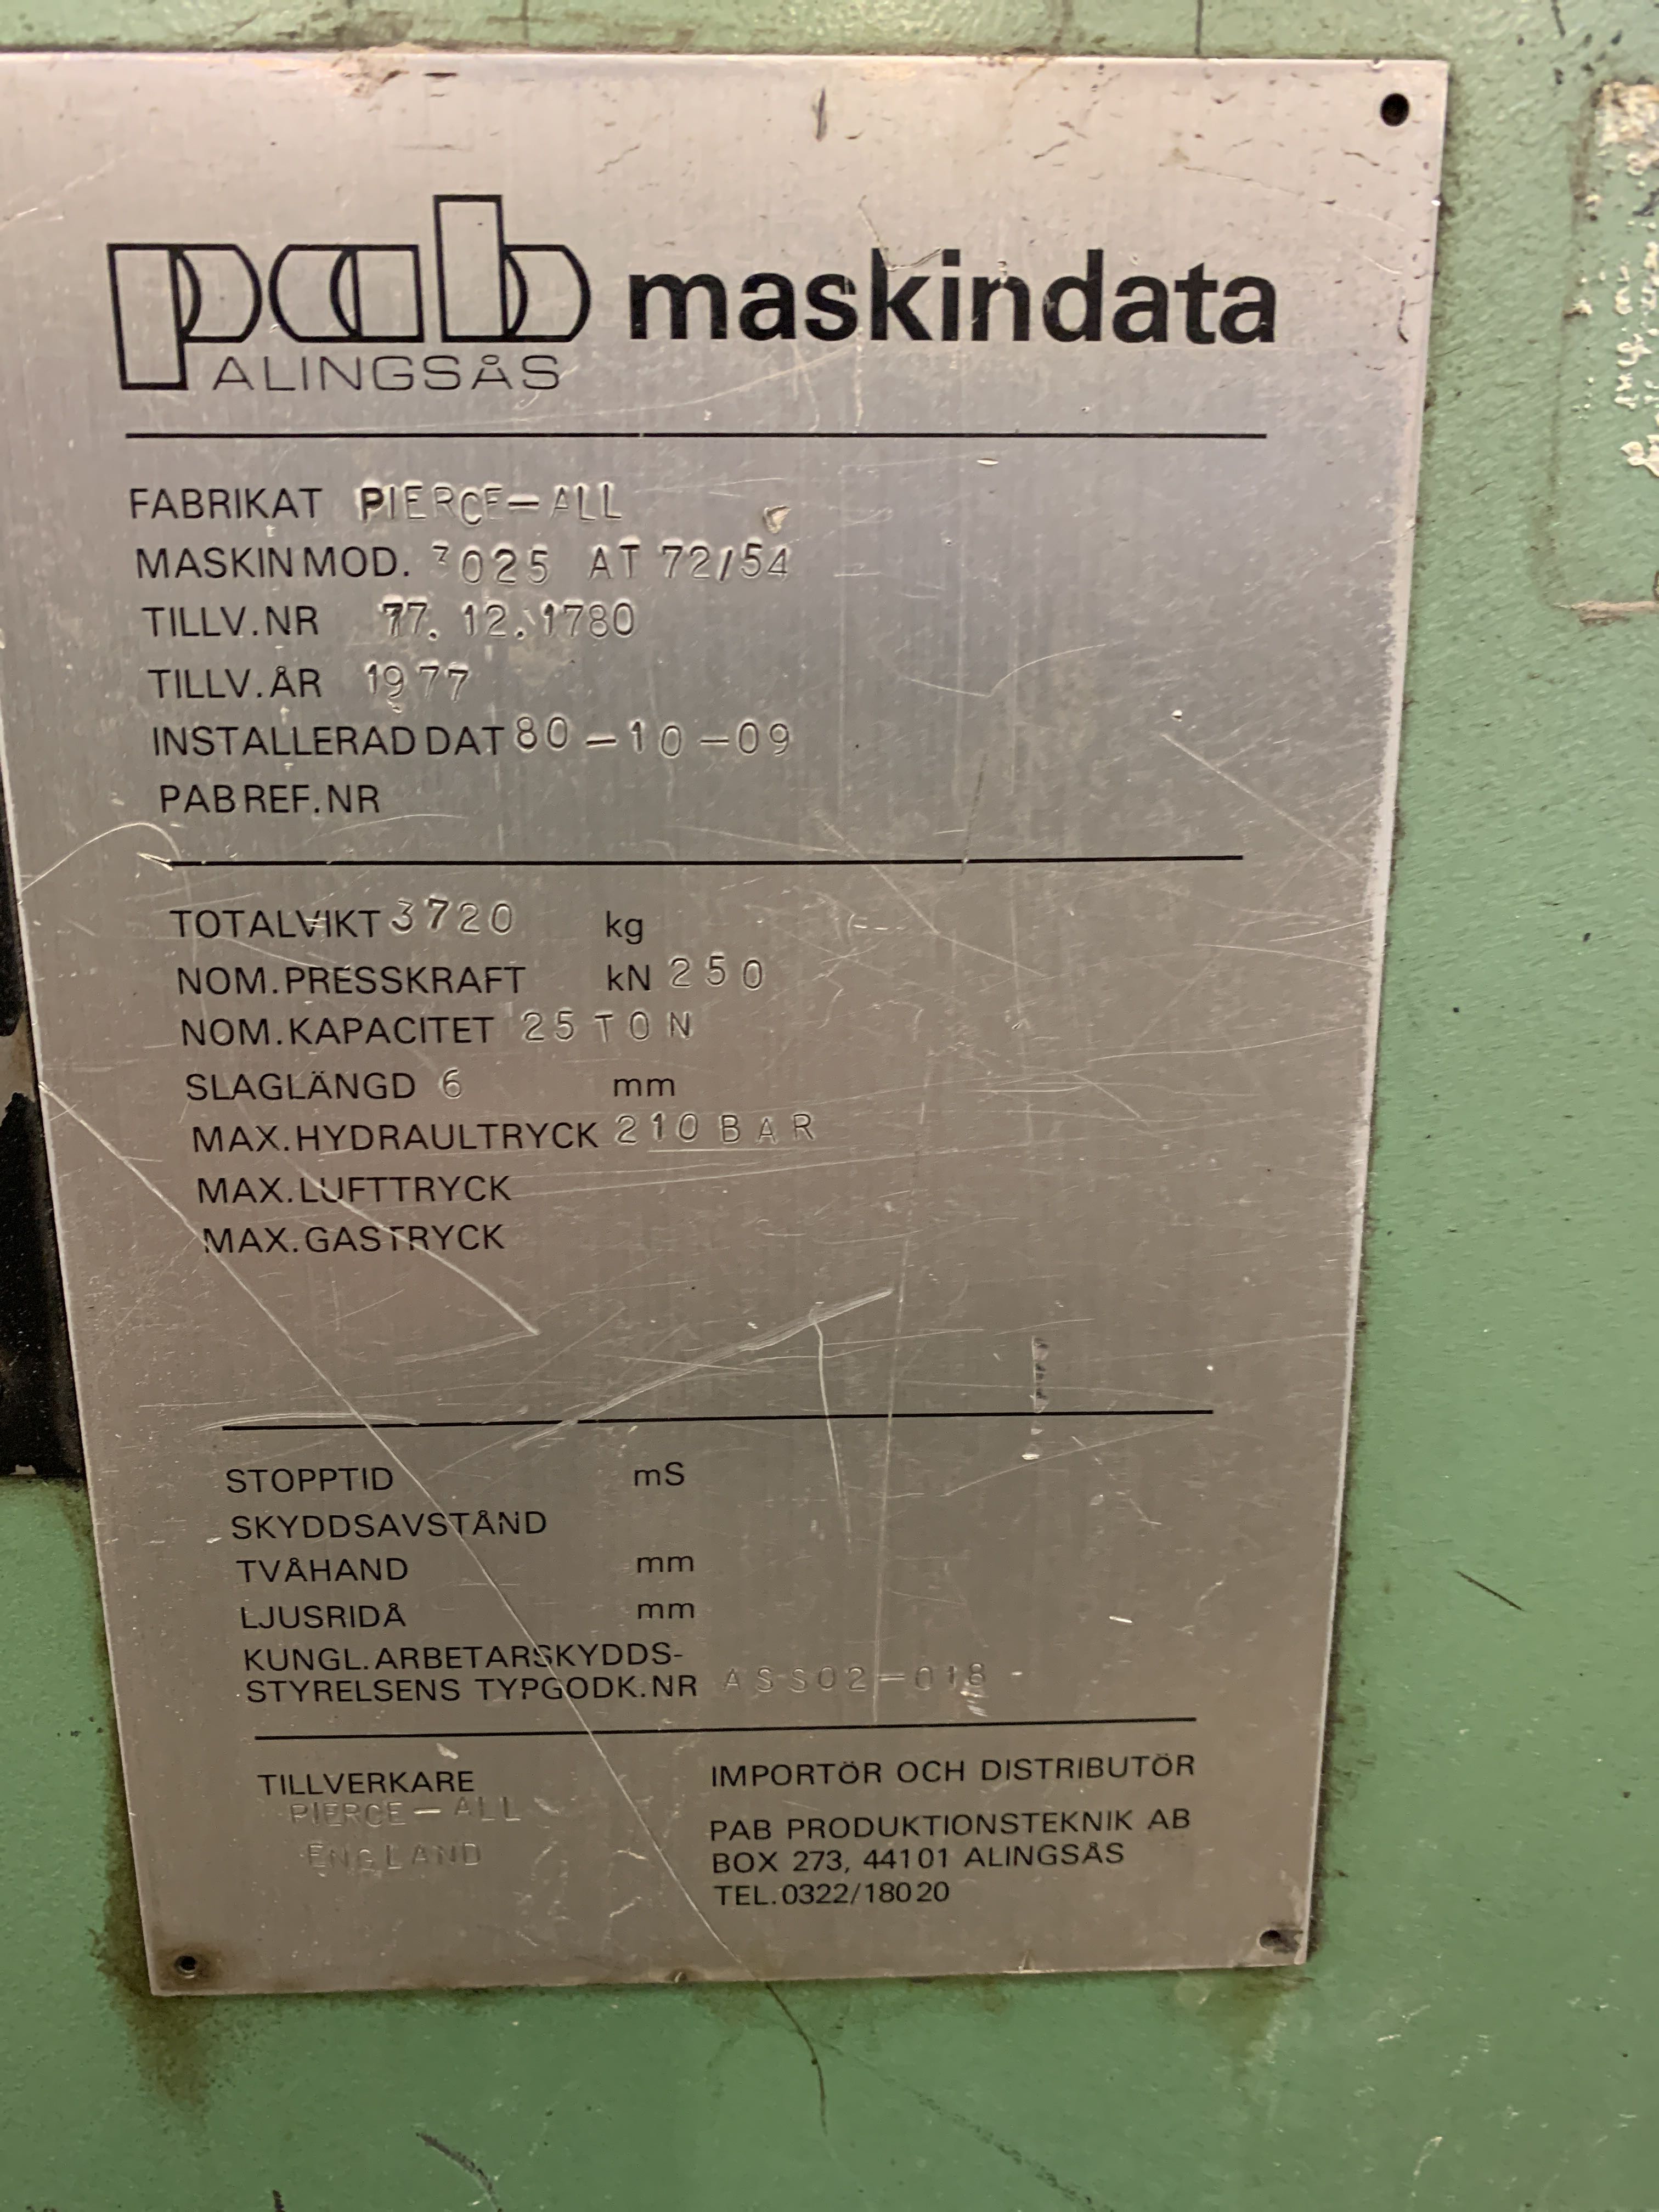 pab maskindata
ALINGSÅS
FABRIKAT PIERCE-ALL
MASKIN MOD. 3025 AT 72/54
TILLV.NR 77.12.1780
TILLV.ÅR 1977
INSTALLERAD DAT 80-10-09
PAB REF.NR
TOTALVIKT 3720 kg
NOM.PRESSKRAFT kN 250
NOM.KAPACITET 25 TON
SLAGLÄNGD 6 mm
MAX.HYDRAULTRYCK 210 BAR
MAX.LUFTTRYCK
MAX.GASTRYCK
STOPPTID mS
SKYDDSAVSTÅND
TVÅHAND mm
LJUSRIDÅ mm
KUNGL.ARBETARSKYDDS-
STYRELSENS TYPGODK.NR ASS02-018
TILLVERKARE
PIERCE-ALL
ENGLAND
IMPORTÖR OCH DISTRIBUTÖR
PAB PRODUKTIONSTEKNIK AB
BOX 273, 44101 ALINGSÅS
TEL.0322/18020